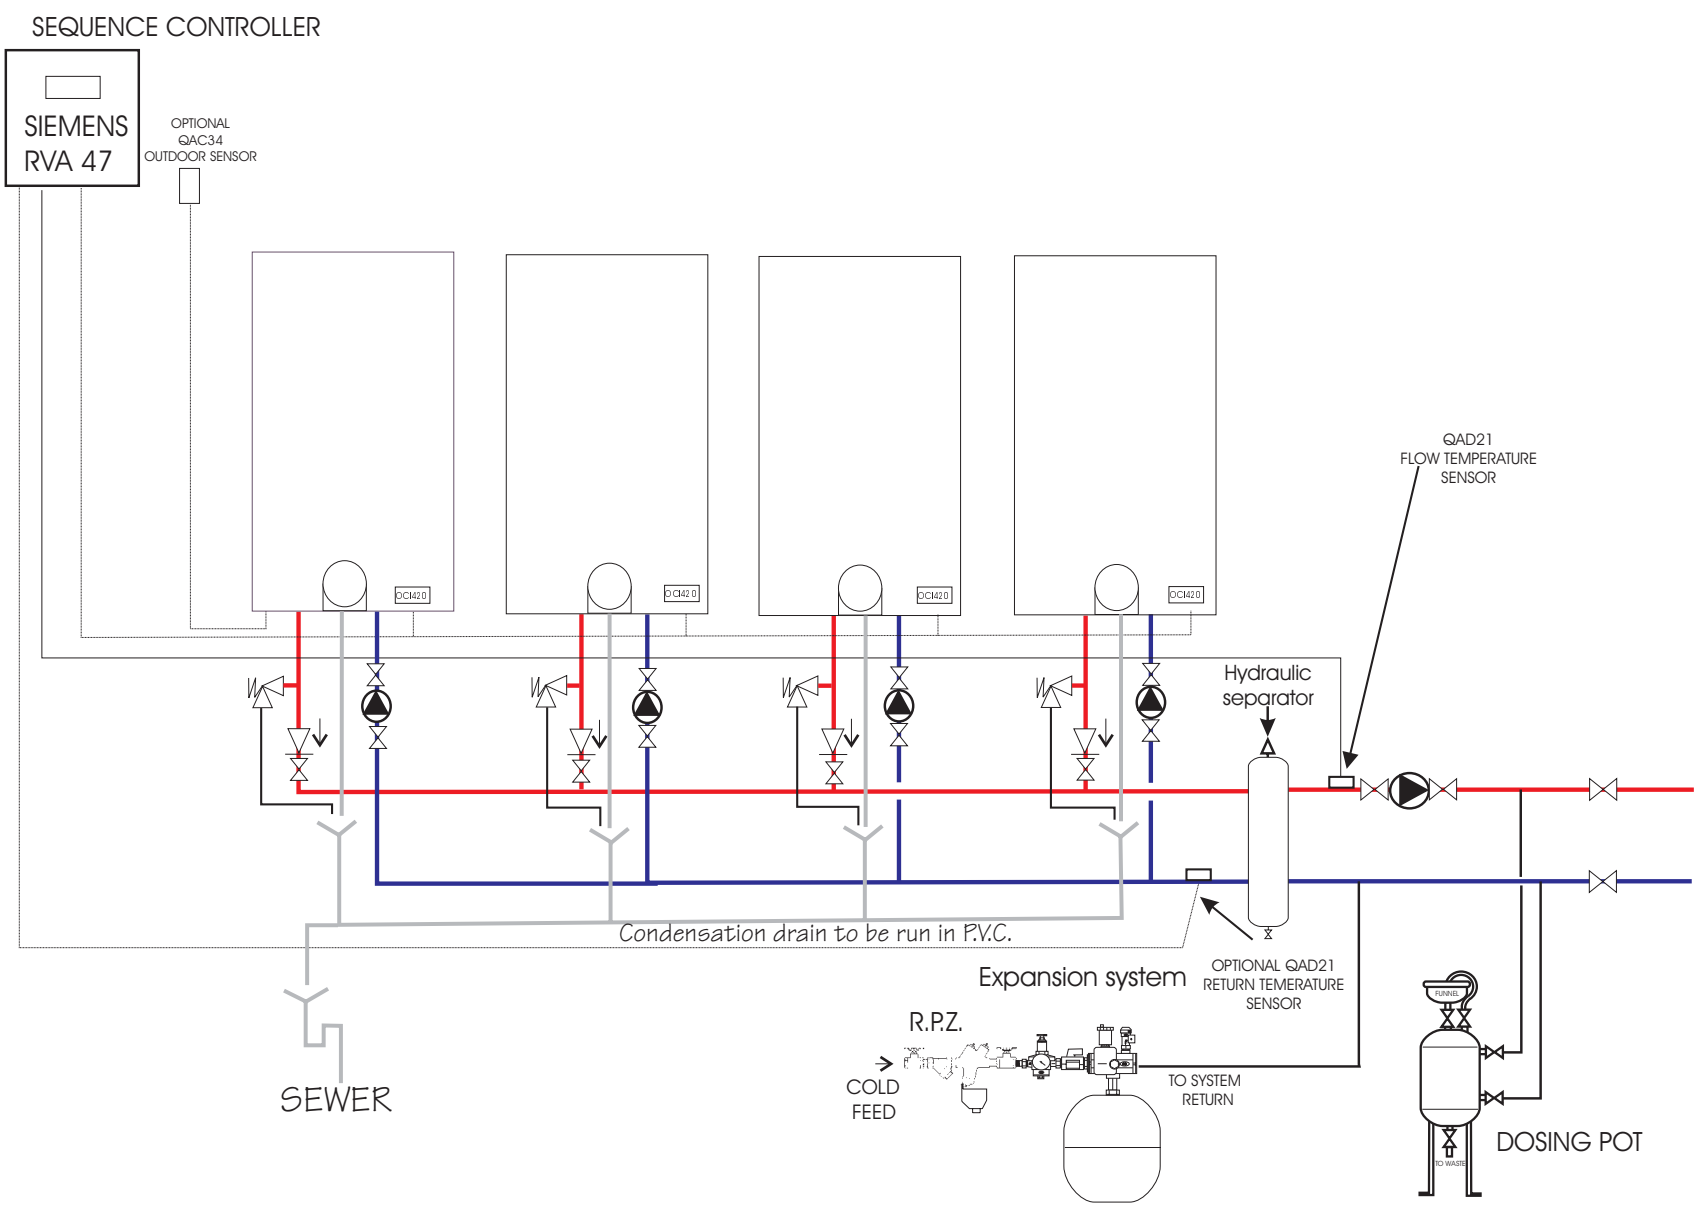 SEQUENCE CONTROLLER
SIEMENS
RVA 47
OPTIONAL
QAC34
OUTDOOR SENSOR
QAD21
FLOW TEMPERATURE
SENSOR
OCI420
OCI420
OCI420
OCI420
Hydraulic
separator
Condensation drain to be run in P.V.C.
Expansion system
OPTIONAL QAD21
RETURN TEMERATURE
SENSOR
R.P.Z.
COLD
FEED
TO SYSTEM
RETURN
FUNNEL
DOSING POT
TO WASTE
SEWER